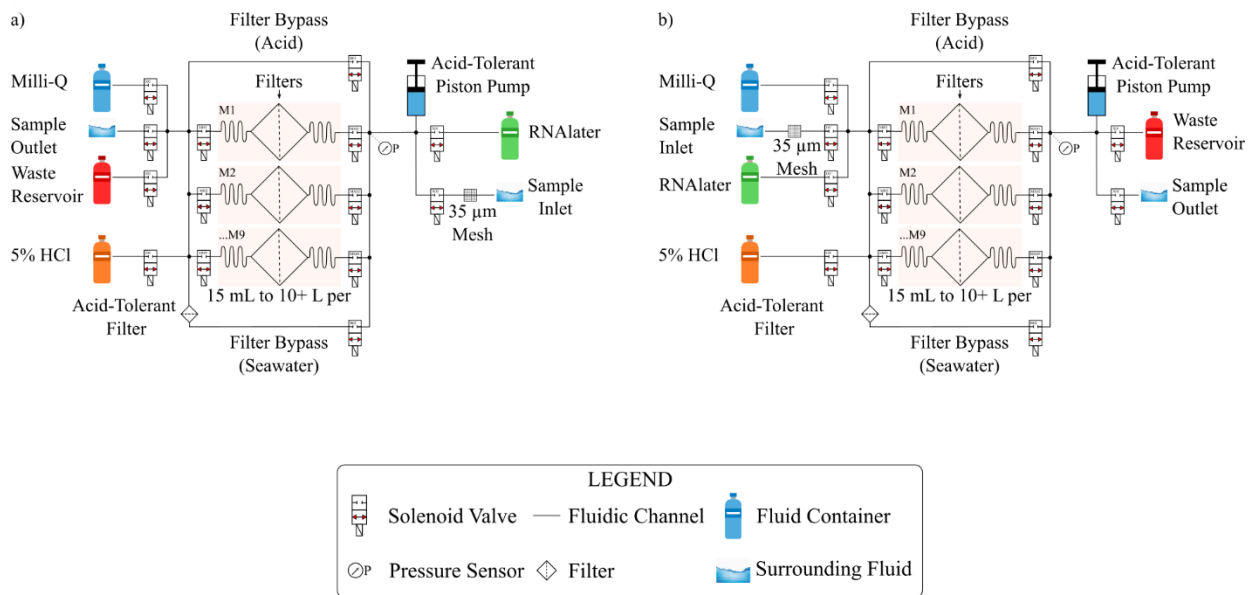 a)
Filter Bypass
(Acid)
Milli-Q
Sample
Outlet
Waste
Reservoir
5% HCl
Filters
M1
M2
...M9
15 mL to 10+ L per
Acid-Tolerant
Filter
Filter Bypass
(Seawater)
Acid-Tolerant
Piston Pump
P
RNAlater
Sample
Inlet
35 µm
Mesh
b)
Filter Bypass
(Acid)
Milli-Q
Sample
Inlet
35 µm
Mesh
RNAlater
5% HCl
Filters
M1
M2
...M9
15 mL to 10+ L per
Acid-Tolerant
Filter
Filter Bypass
(Seawater)
Acid-Tolerant
Piston Pump
P
Waste
Reservoir
Sample
Outlet
LEGEND
Solenoid Valve
Fluidic Channel
Fluid Container
P
Pressure Sensor
Filter
Surrounding Fluid